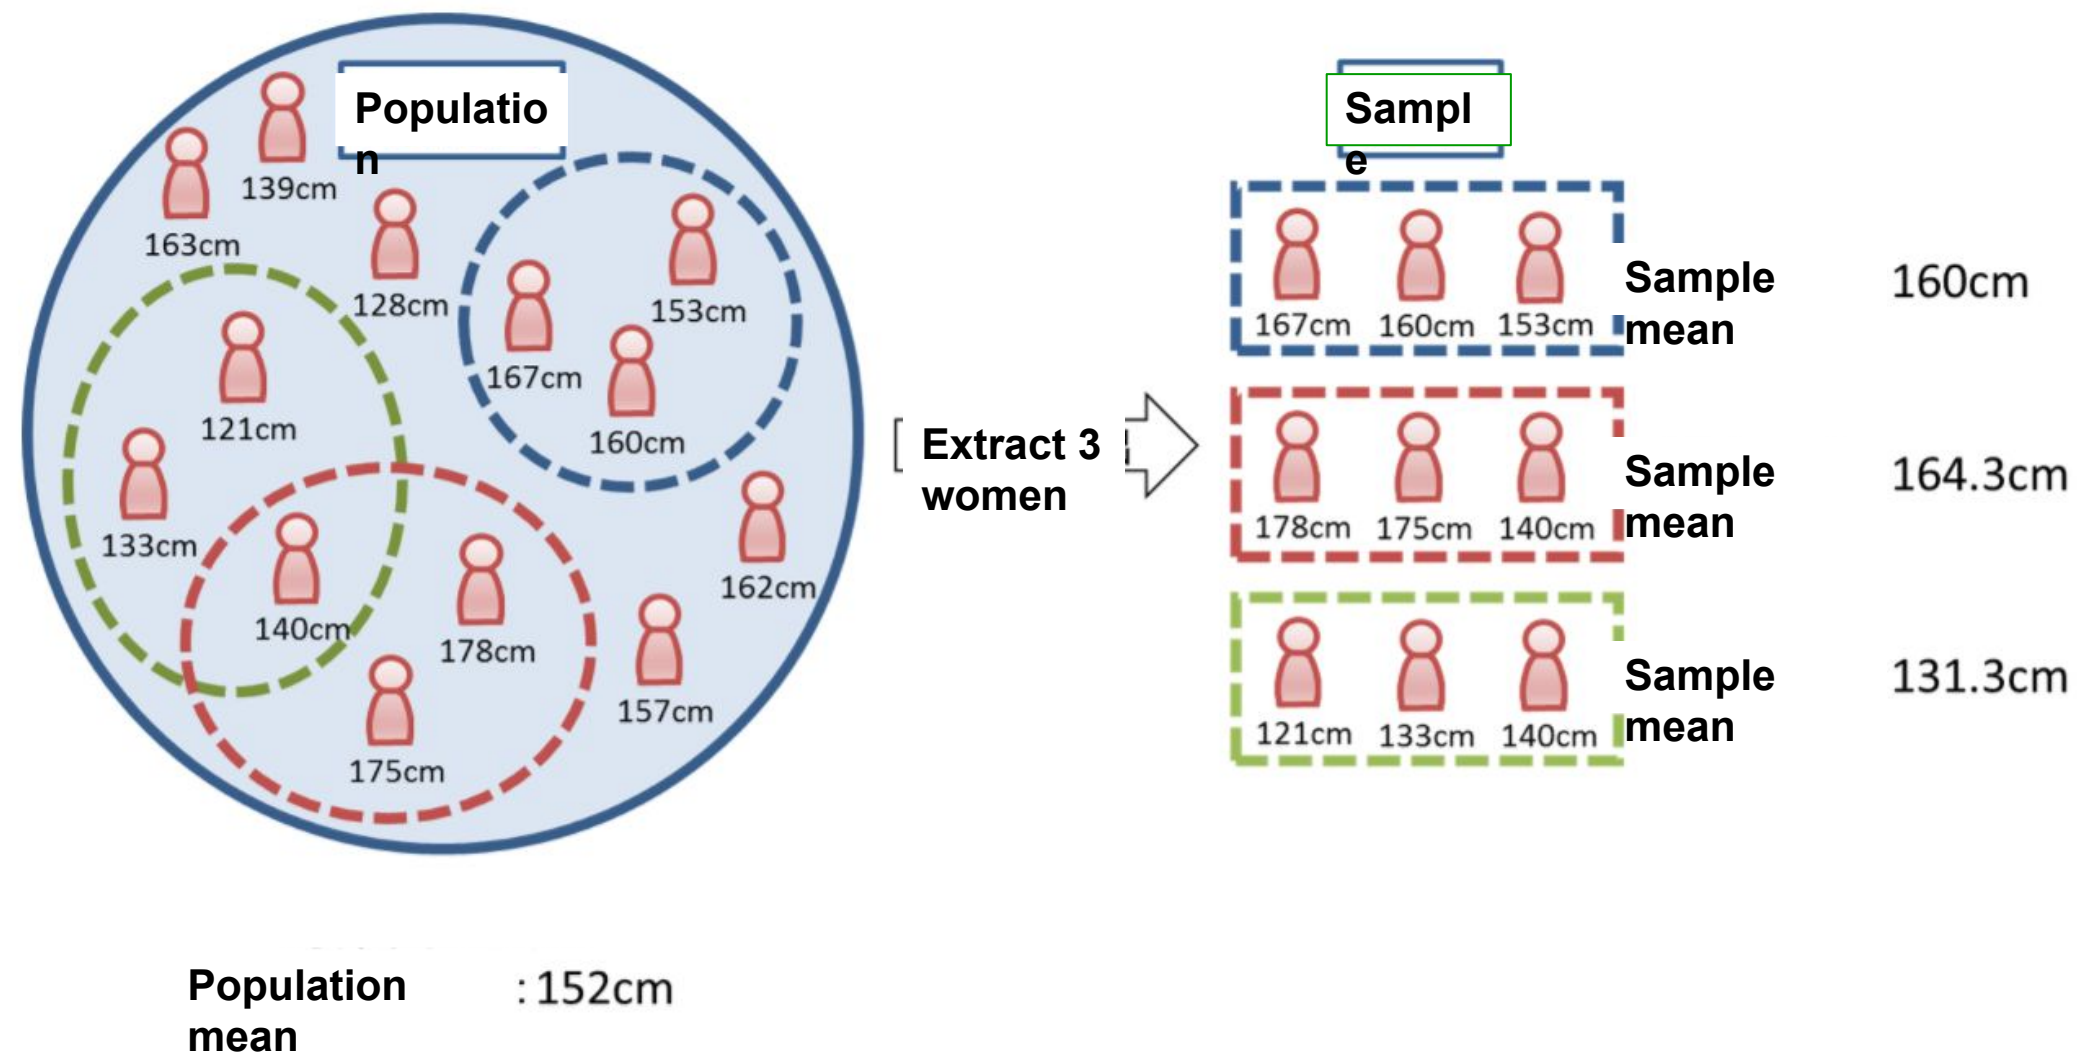 Populatio
n
139cm
163cm
128cm
153cm
167cm
121cm
160cm
133cm
162cm
140cm
178cm
157cm
175cm
Extract 3
women
Sampl
e
167cm 160cm 153cm
Sample
mean
160cm
178cm 175cm 140cm
Sample
mean
164.3cm
121cm 133cm 140cm
Sample
mean
131.3cm
Population
mean
: 152cm